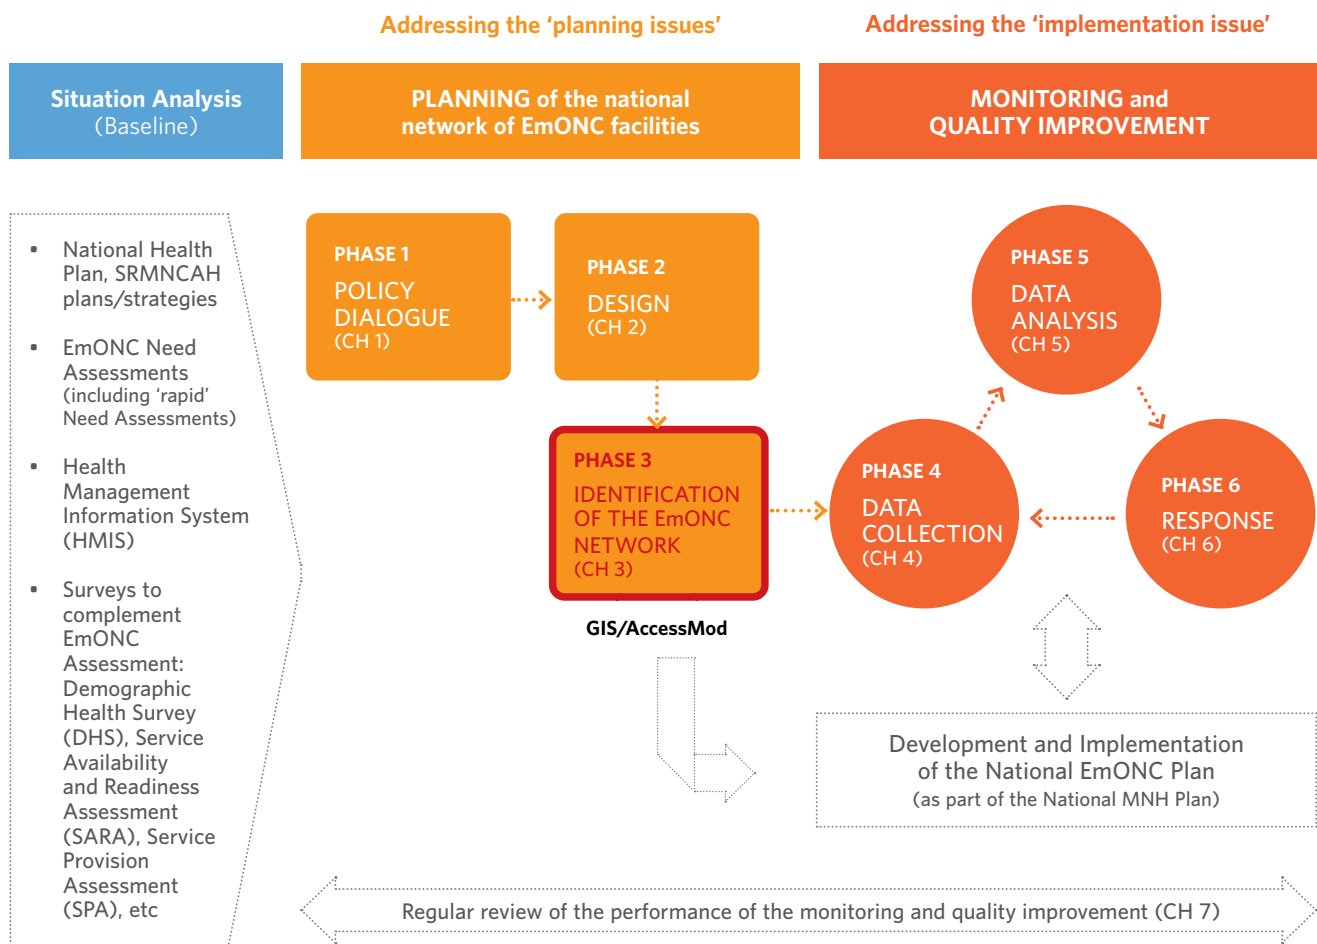 Addressing the ‘planning issues’
Addressing the ‘implementation issue’
Situation Analysis
(Baseline)
PLANNING of the national
network of EmONC facilities
MONITORING and
QUALITY IMPROVEMENT
▪ National Health
Plan, SRMNCAH
plans/strategies
▪ EmONC Need
Assessments
(including ‘rapid’
Need Assessments)
▪ Health
Management
Information System
(HMIS)
▪ Surveys to
complement
EmONC
Assessment:
Demographic
Health Survey
(DHS), Service
Availability
and Readiness
Assessment
(SARA), Service
Provision
Assessment
(SPA), etc
PHASE 1
POLICY
DIALOGUE
(CH 1)
PHASE 2
DESIGN
(CH 2)
PHASE 3
IDENTIFICATION
OF THE EmONC
NETWORK
(CH 3)
GIS/AccessMod
PHASE 4
DATA
COLLECTION
(CH 4)
PHASE 5
DATA
ANALYSIS
(CH 5)
PHASE 6
RESPONSE
(CH 6)
Development and Implementation
of the National EmONC Plan
(as part of the National MNH Plan)
Regular review of the performance of the monitoring and quality improvement (CH 7)